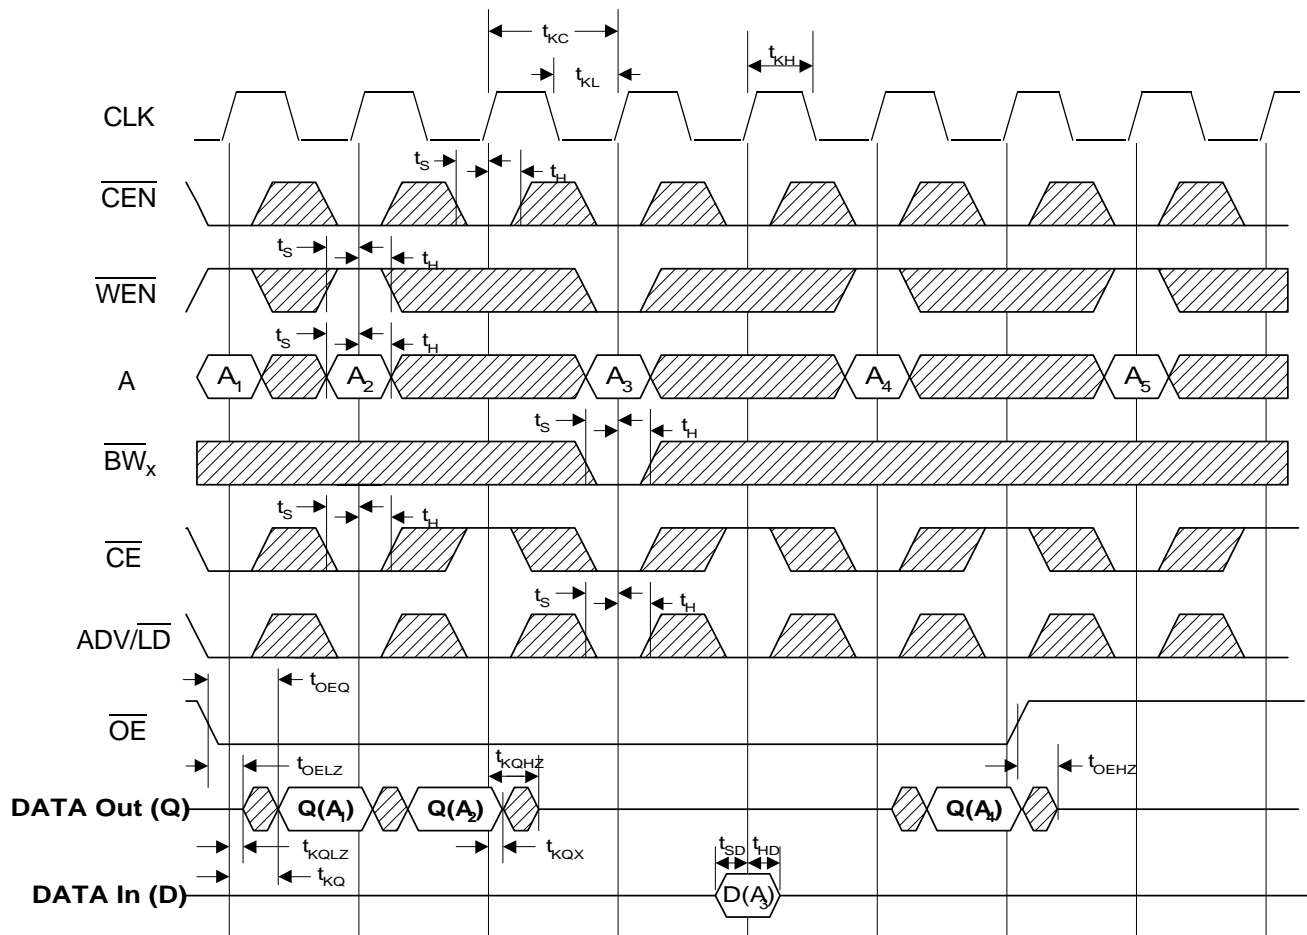 tKC
tKL
tKH
CLK
tS
tH
CEN
tS
tH
WEN
tS
tH
A
A1
A2
A3
A4
A5
tS
tH
BWx
tS
tH
CE
tS
tH
ADV/LD
tOEQ
OE
tOELZ
tKQHZ
tOEHZ
DATA Out (Q)
Q(A1)
Q(A2)
Q(A4)
tKQLZ
tKQX
tSD
tHD
tKQ
DATA In (D)
D(A3)